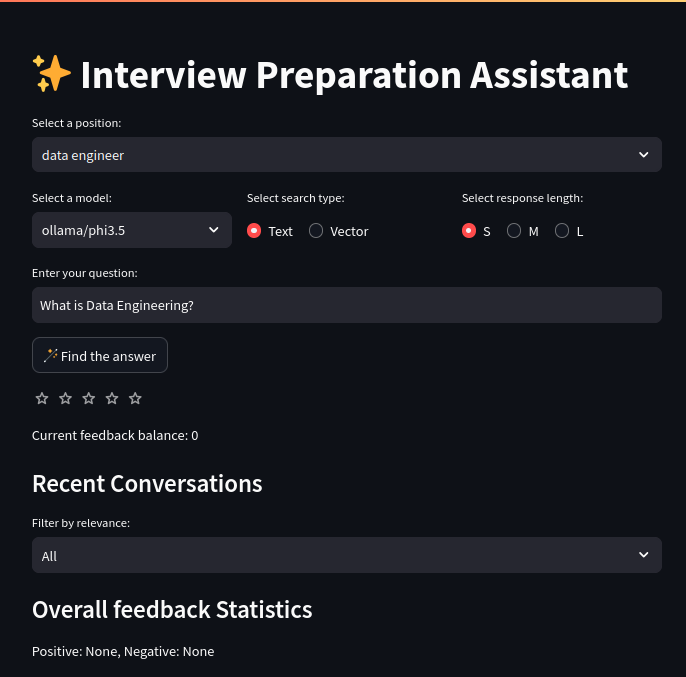 ✨ Interview Preparation Assistant
Select a position:
data engineer
Select a model:
Select search type:
Select response length:
ollama/phi3.5
Text
Vector
S
M
L
Enter your question:
What is Data Engineering?
🪄 Find the answer
Current feedback balance: 0
Recent Conversations
Filter by relevance:
All
Overall feedback Statistics
Positive: None, Negative: None